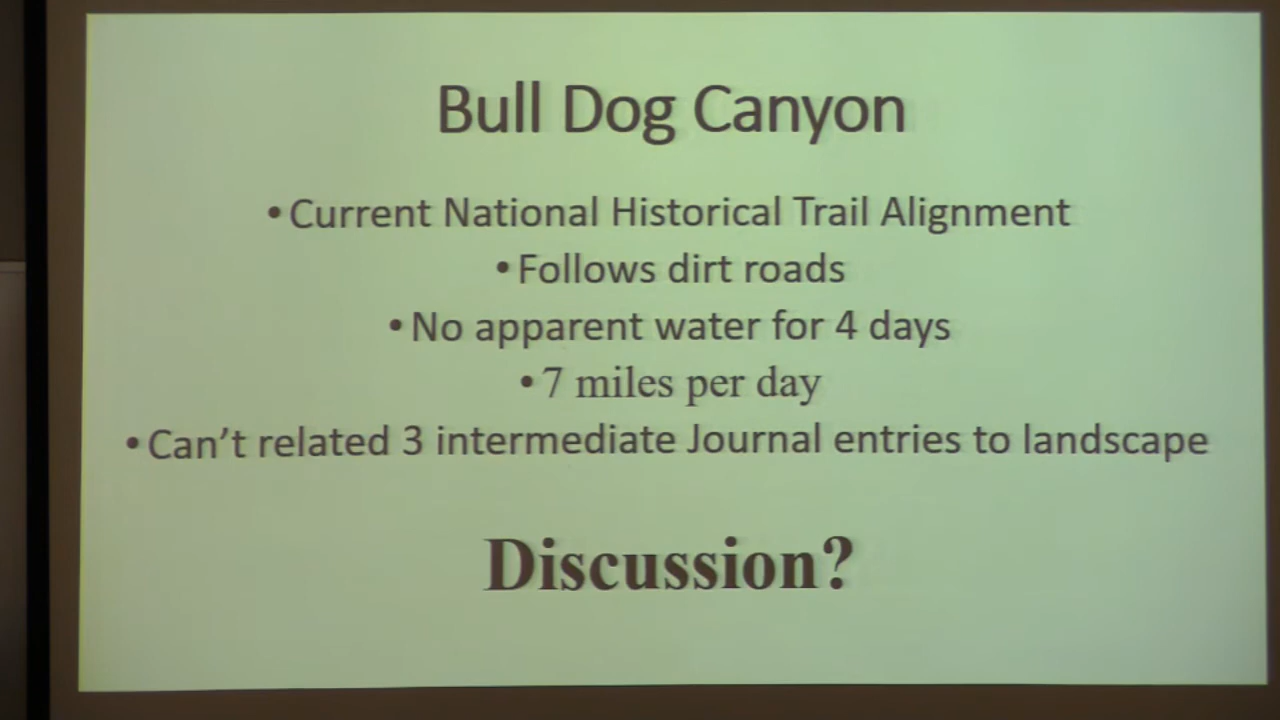 Bull Dog Canyon
•Current National Historical Trail Alignment
•Follows dirt roads
•No apparent water for 4 days
•7 miles per day
•Can't related 3 intermediate Journal entries to landscape
Discussion?